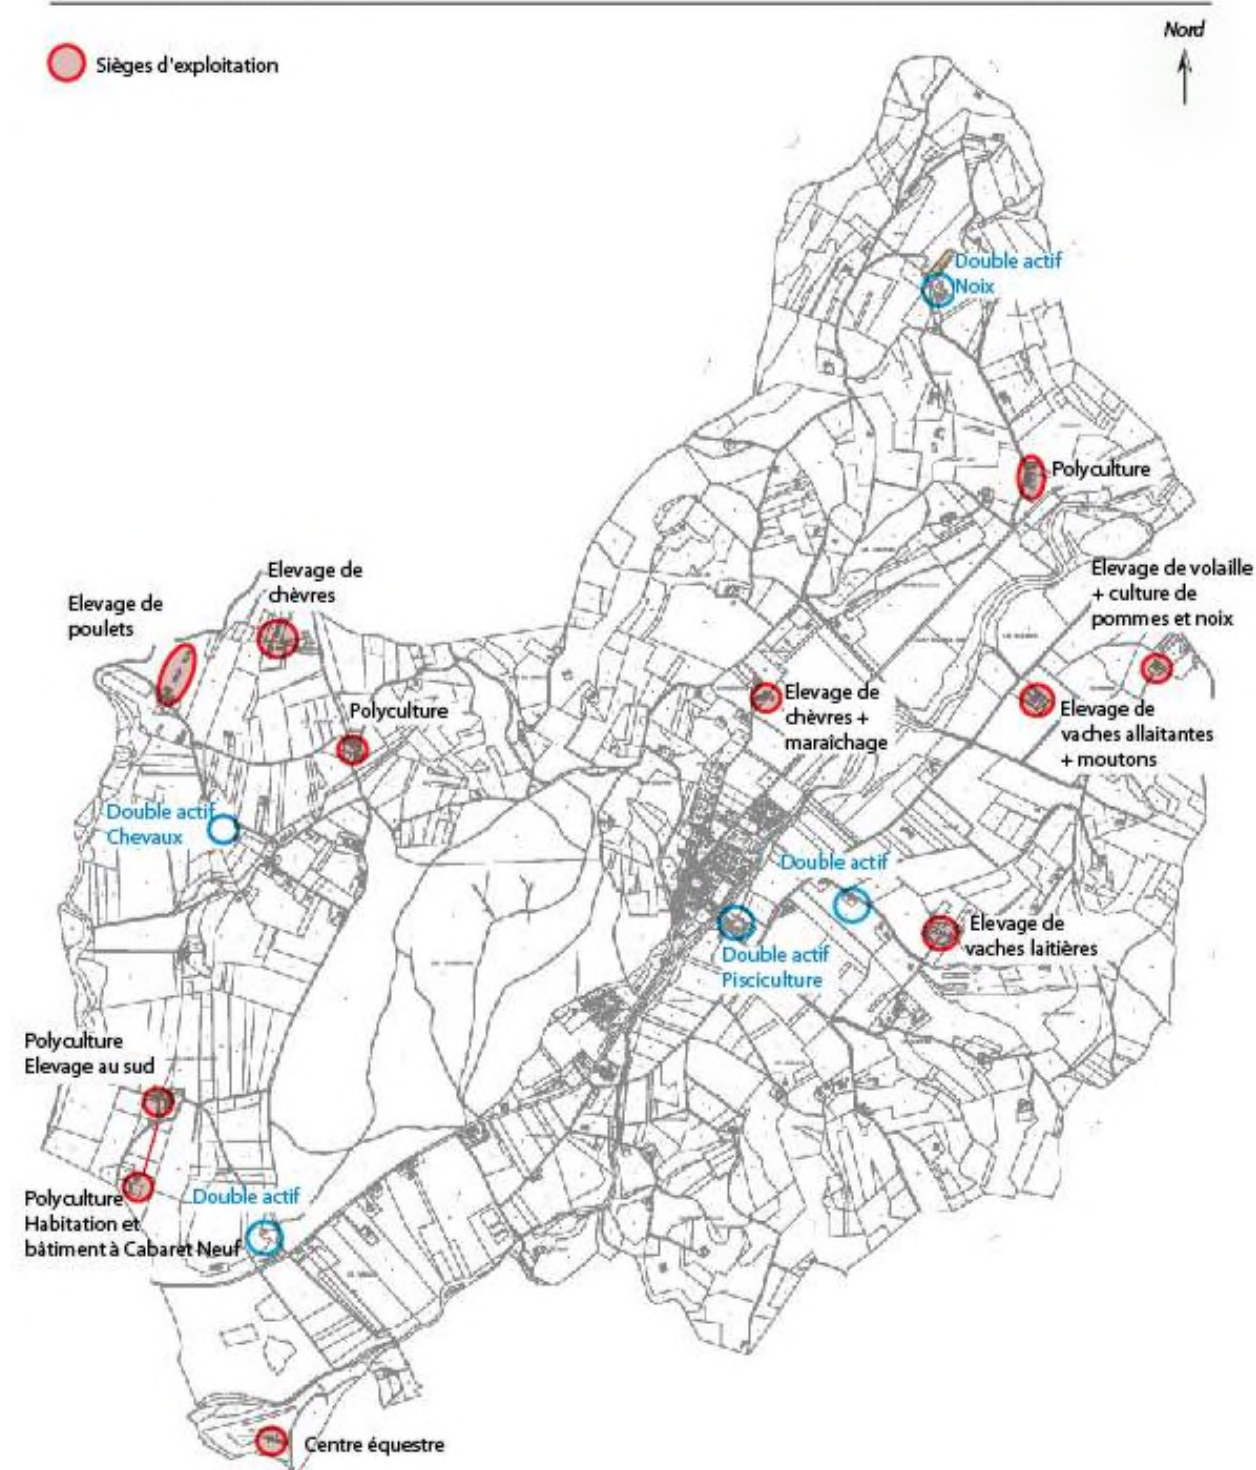 Nord
Sièges d'exploitation
Double actif
Noix
Polyculture
Elevage de
chèvres
Elevage de volaille
+ culture de
pommes et noix
Elevage de
poulets
Elevage de
chèvres +
maraîchage
Polyculture
Elevage de
vaches allaitantes
+ moutons
Double actif
Chevaux
Double actif
Elevage de
vaches laitières
Double actif
Pisciculture
Polyculture
Elevage au sud
Polyculture
Habitation et
bâtiment à Cabaret Neuf
Double actif
Centre équestre